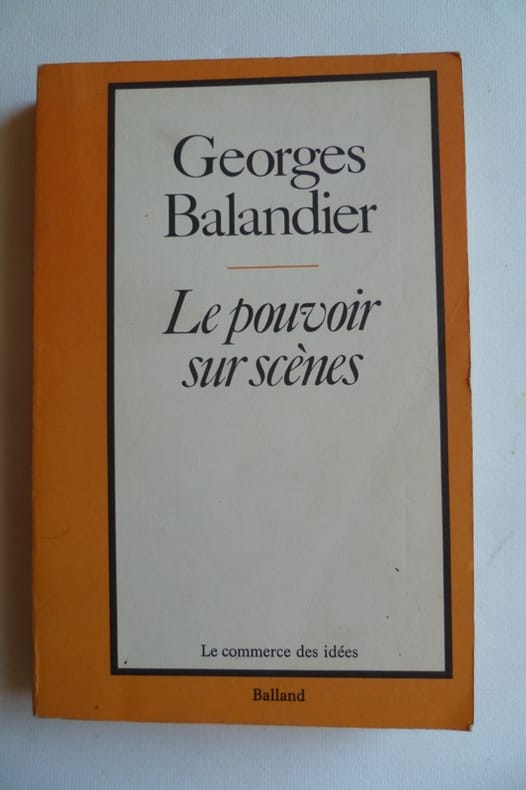 Georges
Balandier
Le pouvoir
sur scènes
Le commerce des idées
Balland